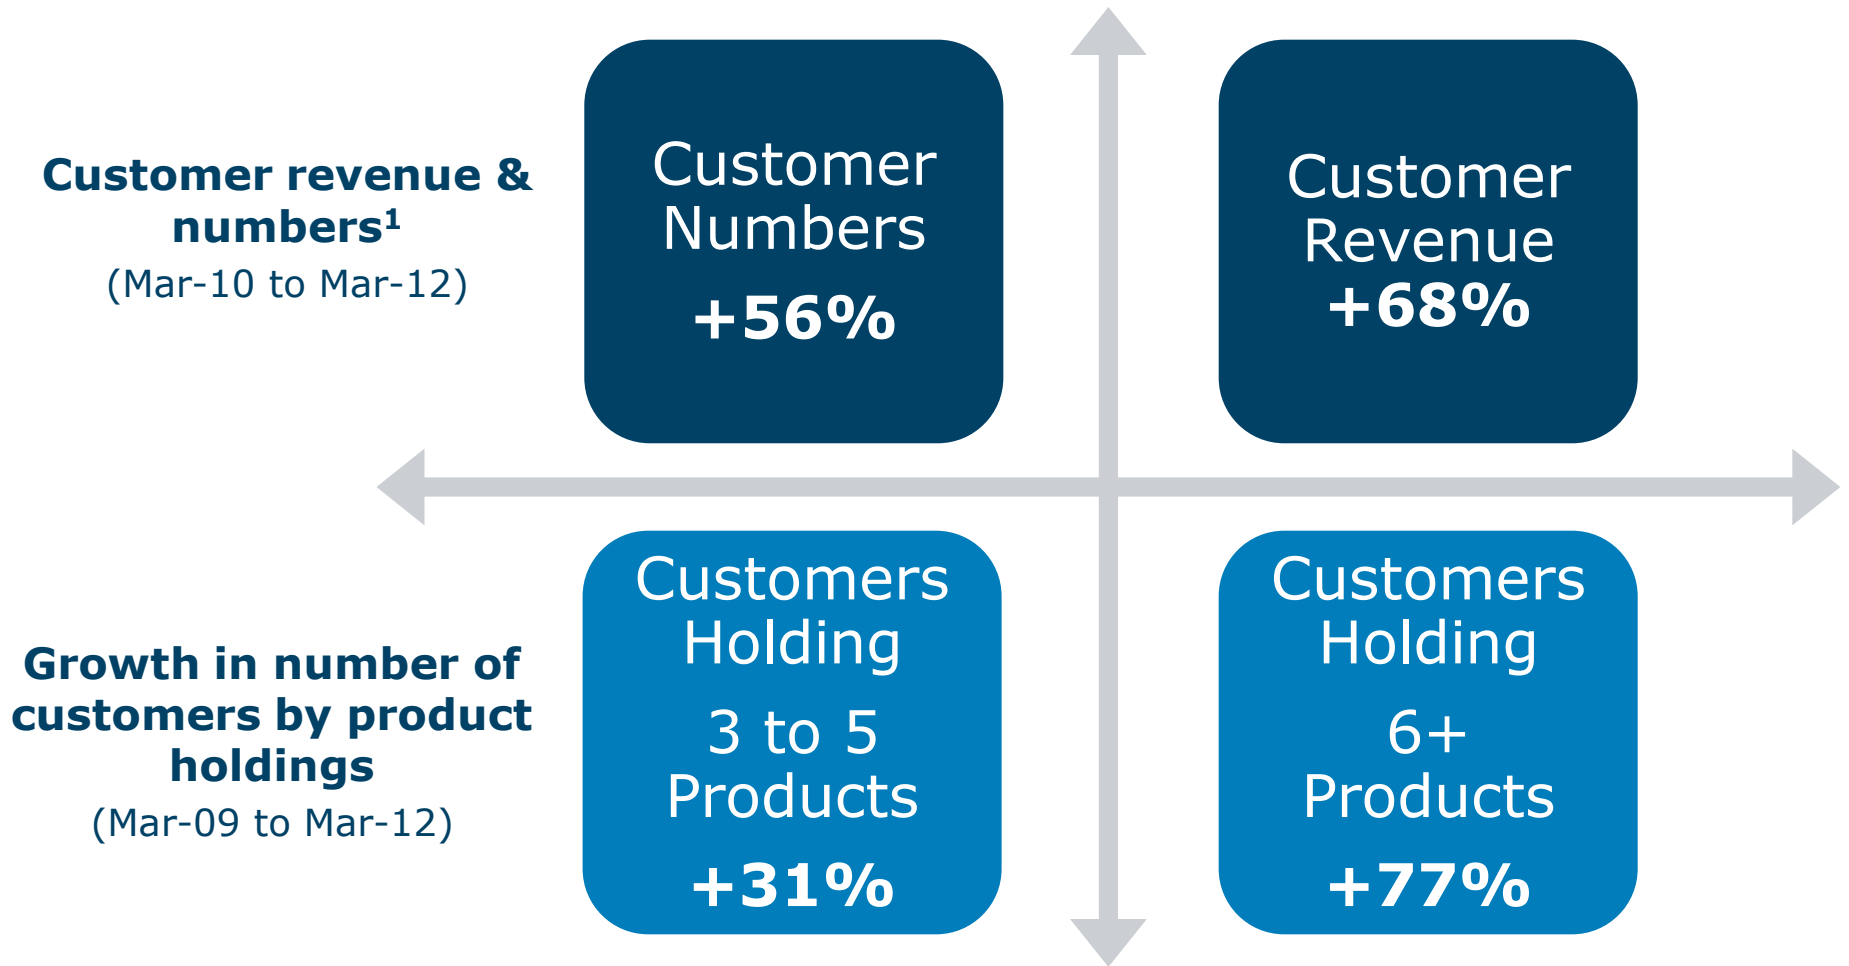 Customer revenue &
numbers¹
(Mar-10 to Mar-12)
Customer
Numbers
+56%
Customer
Revenue
+68%
Growth in number of
customers by product
holdings
(Mar-09 to Mar-12)
Customers
Holding
3 to 5
Products
+31%
Customers
Holding
6+
Products
+77%